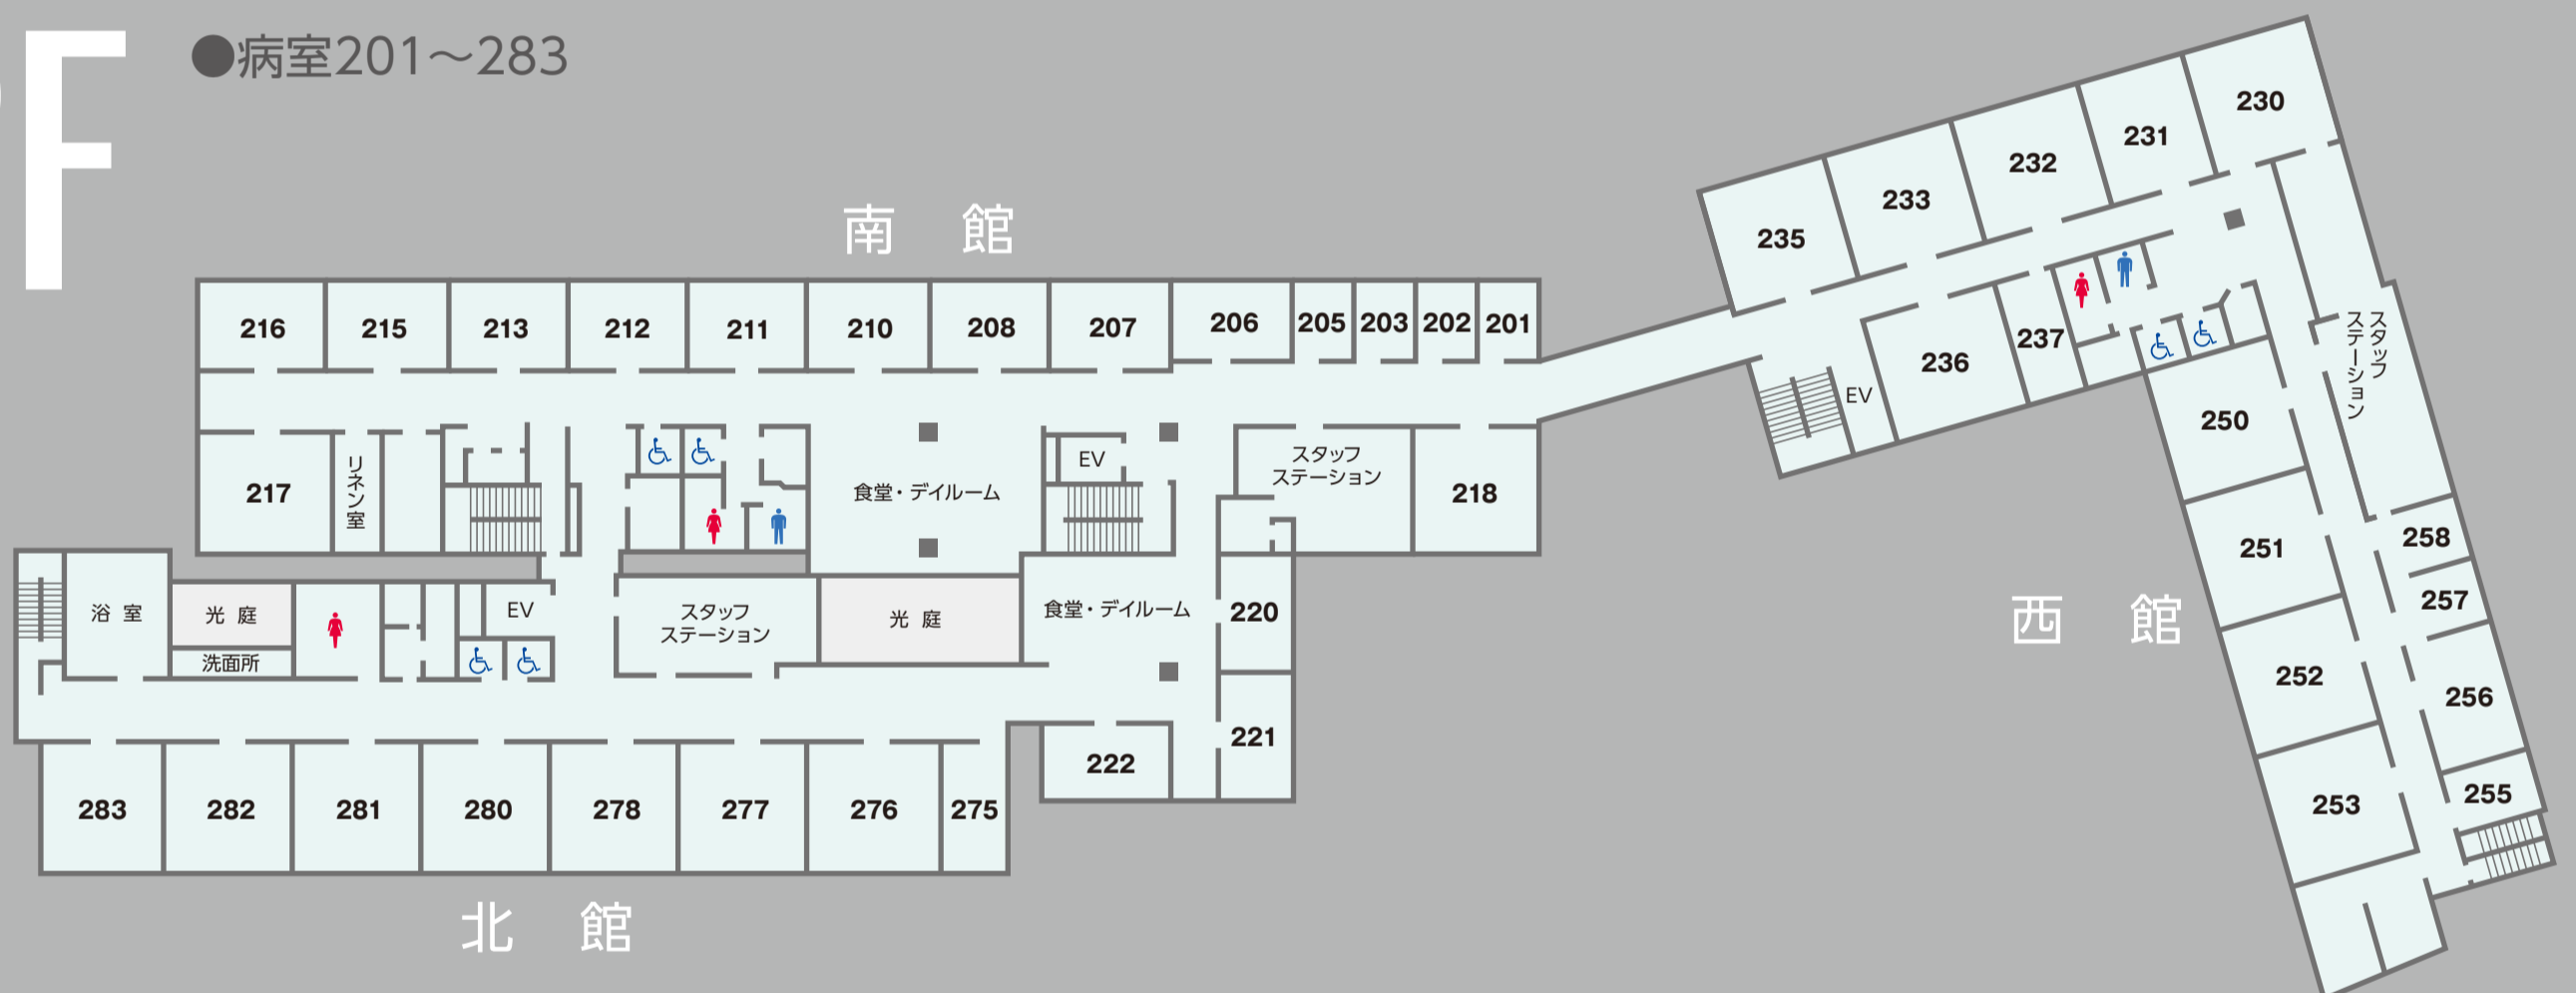 F
●病室201〜283
南 館
216 215 213 212 211 210 208 207 206 205 203 202 201
217
リネン室
食堂・デイルーム
EV
スタッフ
ステーション
218
浴 室
光 庭
洗面所
EV
スタッフ
ステーション
光 庭
食堂・デイルーム
220
221
222
283 282 281 280 278 277 276 275
北 館
235 233 232 231 230
EV
236
237
スタッフ
ステーション
250
251
252
253
258
257
256
255
西 館